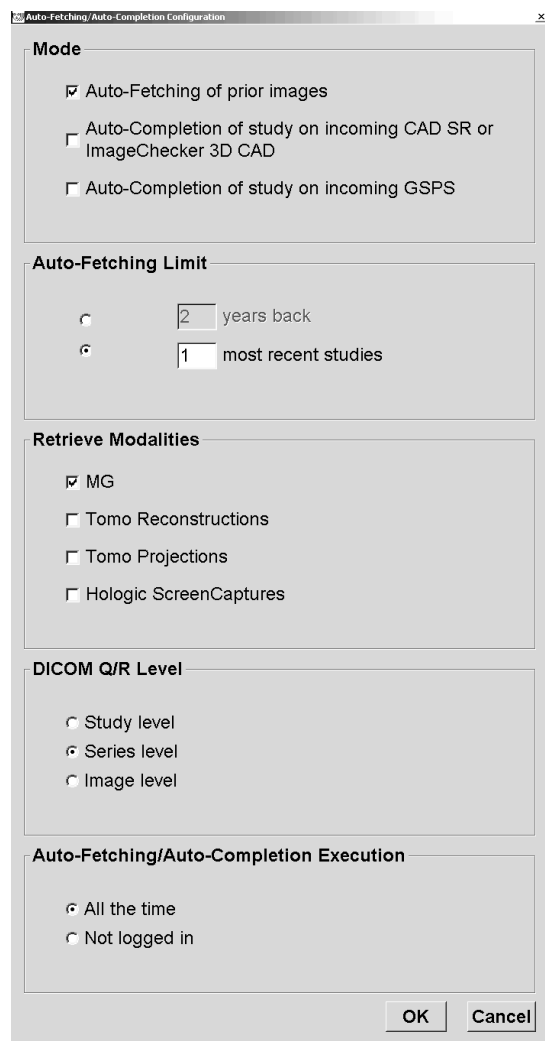 Auto-Fetching/Auto-Completion Configuration
Mode
Auto-Fetching of prior images
Auto-Completion of study on incoming CAD SR or
ImageChecker 3D CAD
Auto-Completion of study on incoming GSPS
Auto-Fetching Limit
2 years back
1 most recent studies
Retrieve Modalities
MG
Tomo Reconstructions
Tomo Projections
Hologic ScreenCaptures
DICOM Q/R Level
Study level
Series level
Image level
Auto-Fetching/Auto-Completion Execution
All the time
Not logged in
OK Cancel